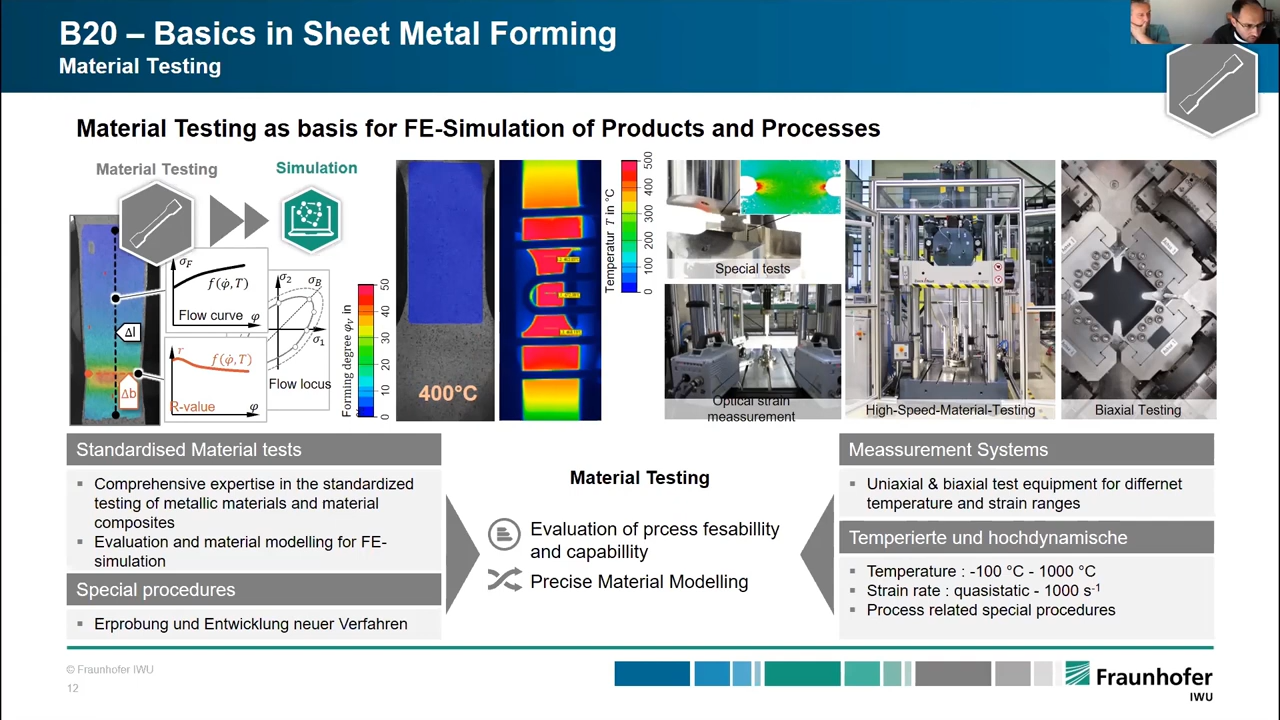 B20 – Basics in Sheet Metal Forming
Material Testing
Material Testing as basis for FE-Simulation of Products and Processes
Material Testing
Simulation
σF
f(φ̇,T)
Flow curve φ
σ2
σB
σ1
Flow locus
Δl
Δb
r
f(φ̇,T)
R-value
φ
Forming degree φV in
50
40
30
20
10
0
400°C
Temperatur T in °C
500
400
300
200
100
0
Special tests
Optical strain
meassurement
High-Speed-Material-Testing
Biaxial Testing
Standardised Material tests
▪ Comprehensive expertise in the standardized
testing of metallic materials and material
composites
▪ Evaluation and material modelling for FE-
simulation
Special procedures
▪ Erprobung und Entwicklung neuer Verfahren
Material Testing
Evaluation of prcess fesabillity
and capabillity
Precise Material Modelling
Meassurement Systems
▪ Uniaxial & biaxial test equipment for differnet
temperature and strain ranges
Temperierte und hochdynamische
▪ Temperature : -100 °C - 1000 °C
▪ Strain rate : quasistatic - 1000 s-1
▪ Process related special procedures
© Fraunhofer IWU
12
Fraunhofer
IWU